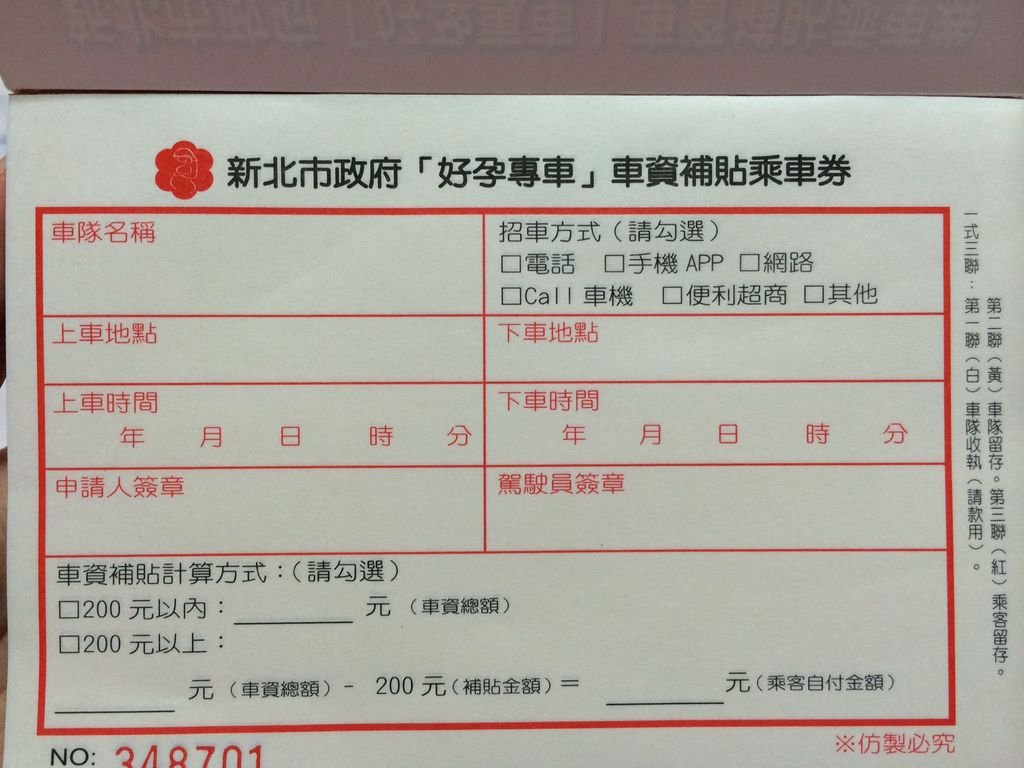 新北市政府「好孕專車」車資補貼乘車券
車隊名稱
招車方式(請勾選)
□電話 □手機 APP □網路
□Call 車機 □便利超商 □其他
上車地點
下車地點
上車時間
年 月 日 時 分
下車時間
年 月 日 時 分
申請人簽章
駕駛員簽章
車資補貼計算方式:(請勾選)
□200 元以內: 元 (車資總額)
□200 元以上:
元 (車資總額) - 200 元(補貼金額) = 元(乘客自付金額)
一式三聯:第一聯(白)車隊收執(請款用)。
第二聯(黃)車隊留存。第三聯(紅)乘客留存。
※仿製必究
NO: 348701